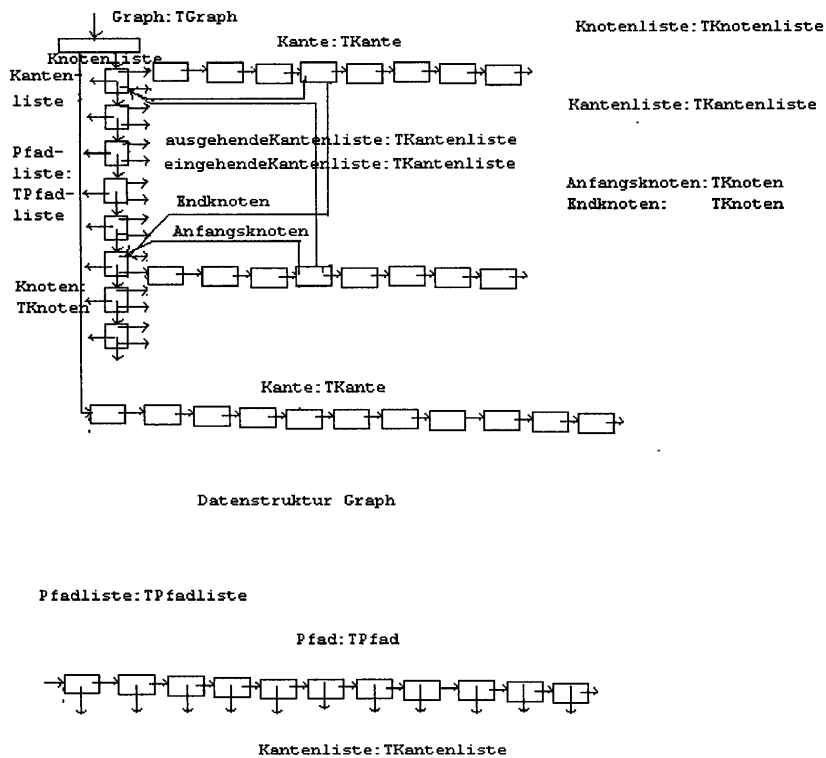 Graph:TGraph
Knotenliste:TKnotenliste
Kante:TKante
Knotenliste
Kanten-
liste
Kantenliste:TKantenliste
ausgehendeKantenliste:TKantenliste
Pfad-
liste:
TPfad-
liste
eingehendeKantenliste:TKantenliste
Anfangsknoten:TKnoten
Endknoten: TKnoten
Endknoten
Anfangsknoten
Knoten:
TKnoten
Kante:TKante
Datenstruktur Graph
Pfadliste:TPfadliste
Pfad:TPfad
Kantenliste:TKantenliste